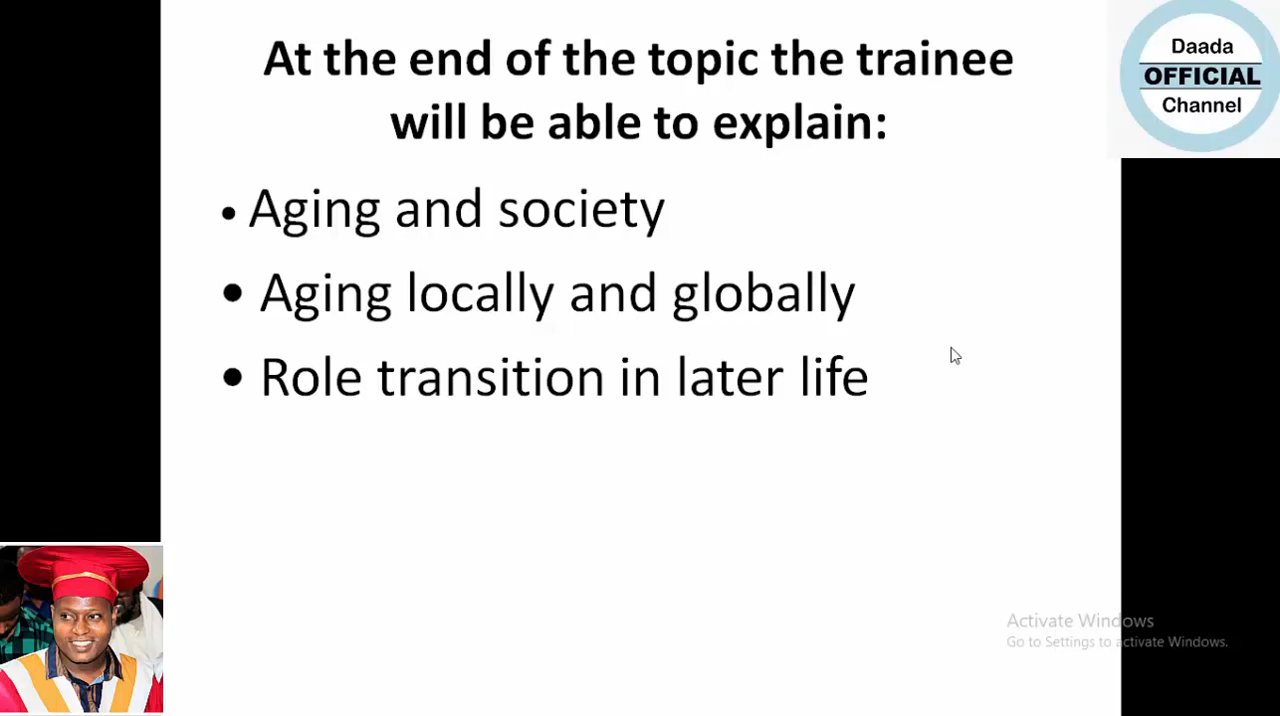 At the end of the topic the trainee
will be able to explain:
• Aging and society
• Aging locally and globally
• Role transition in later life
Daada
OFFICIAL
Channel
Activate Windows
Go to Settings to activate Windows.